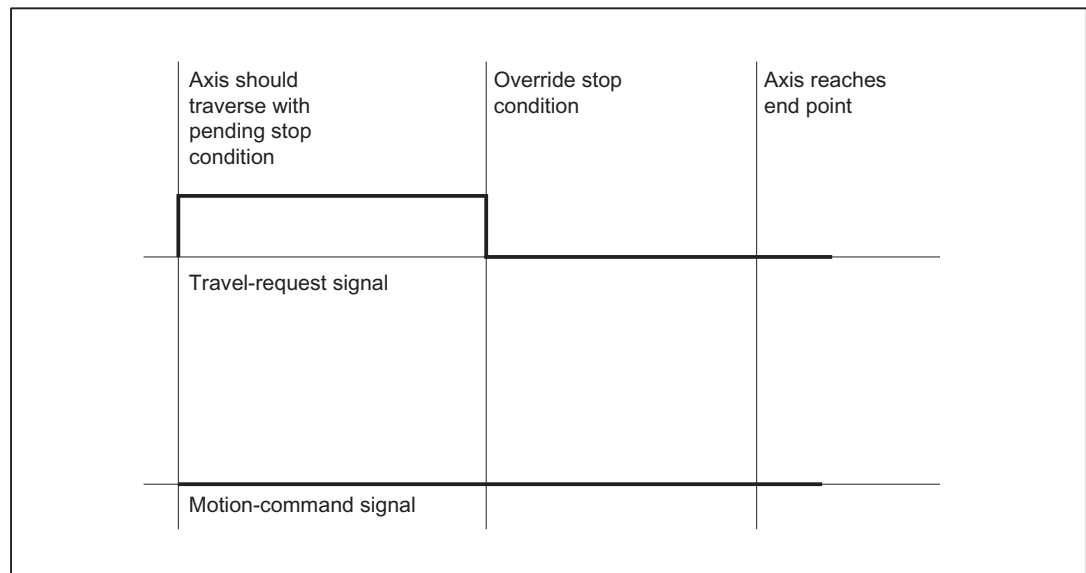 Axis should
traverse with
pending stop
condition
Override stop
condition
Axis reaches
end point
Travel-request signal
Motion-command signal